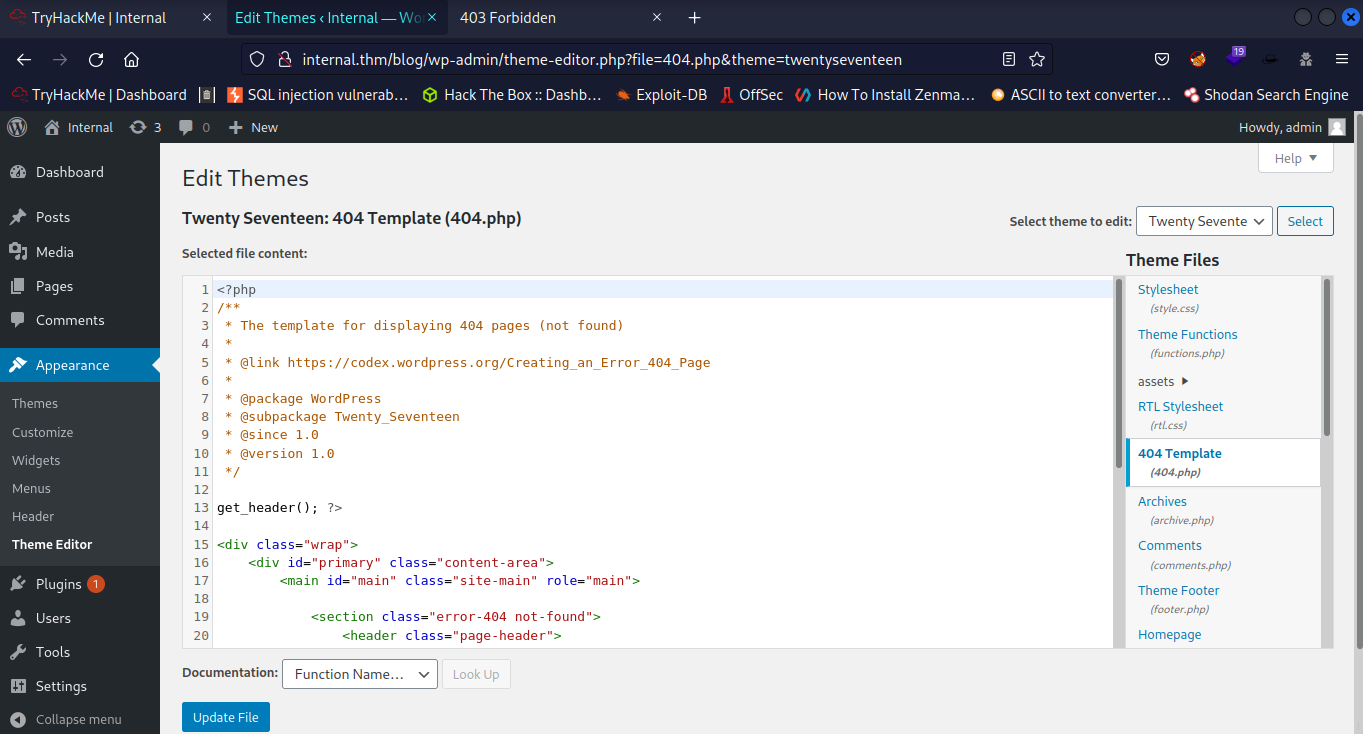 TryHackMe | Internal
Edit Themes ‹ Internal — Wo
403 Forbidden
internal.thm/blog/wp-admin/theme-editor.php?file=404.php&theme=twentyseventeen
19
TryHackMe | Dashboard
SQL injection vulnerab…
Hack The Box :: Dashb…
Exploit-DB
OffSec
How To Install Zenma…
ASCII to text converter…
Shodan Search Engine
Internal
3
0
New
Howdy, admin
Dashboard
Posts
Media
Pages
Comments
Appearance
Themes
Customize
Widgets
Menus
Header
Theme Editor
Plugins 1
Users
Tools
Settings
Collapse menu
Help
Edit Themes
Twenty Seventeen: 404 Template (404.php)
Select theme to edit: Twenty Sevente Select
Selected file content:
1 <?php
2 /**
3  * The template for displaying 404 pages (not found)
4  *
5  * @link https://codex.wordpress.org/Creating_an_Error_404_Page
6  *
7  * @package WordPress
8  * @subpackage Twenty_Seventeen
9  * @since 1.0
10  * @version 1.0
11  */
12
13 get_header(); ?>
14
15 <div class="wrap">
16     <div id="primary" class="content-area">
17         <main id="main" class="site-main" role="main">
18
19             <section class="error-404 not-found">
20                 <header class="page-header">
Theme Files
Stylesheet
(style.css)
Theme Functions
(functions.php)
assets
RTL Stylesheet
(rtl.css)
404 Template
(404.php)
Archives
(archive.php)
Comments
(comments.php)
Theme Footer
(footer.php)
Homepage
Documentation: Function Name… Look Up
Update File